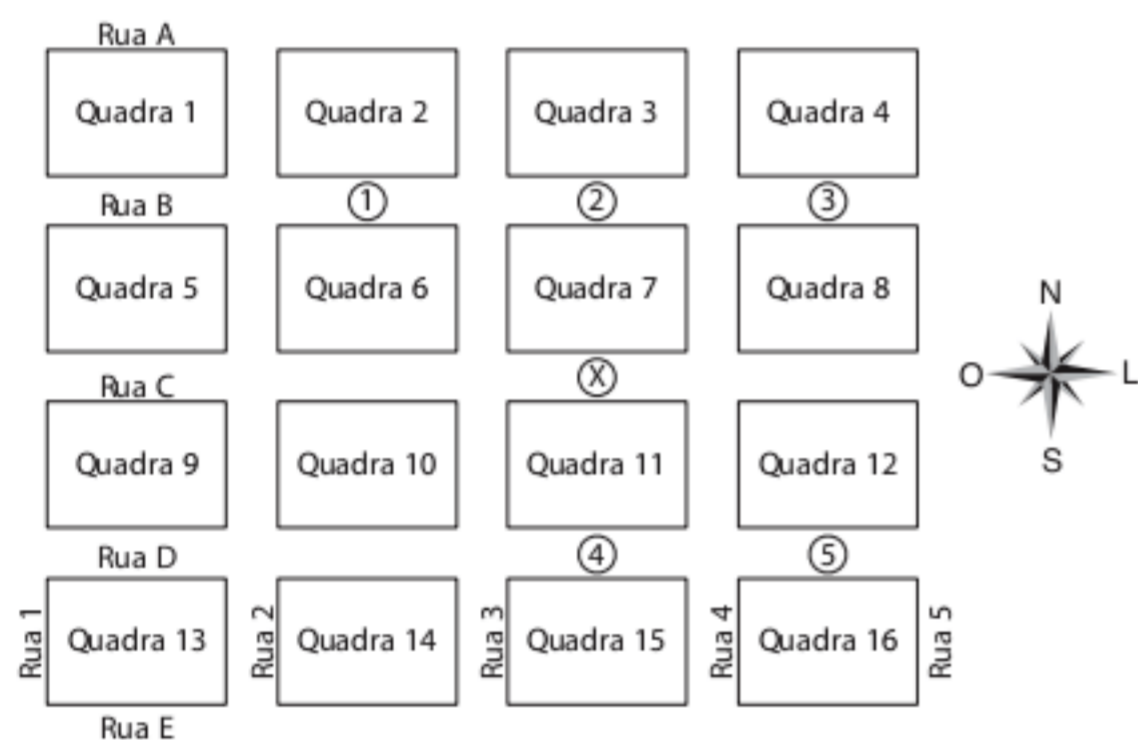 Rua A
Quadra 1 Quadra 2 Quadra 3 Quadra 4
Rua B 1 2 3
Quadra 5 Quadra 6 Quadra 7 Quadra 8
N
O L
S
Rua C X
Quadra 9 Quadra 10 Quadra 11 Quadra 12
Rua D 4 5
Rua 1 Quadra 13 Rua 2 Quadra 14 Rua 3 Quadra 15 Rua 4 Quadra 16 Rua 5
Rua E